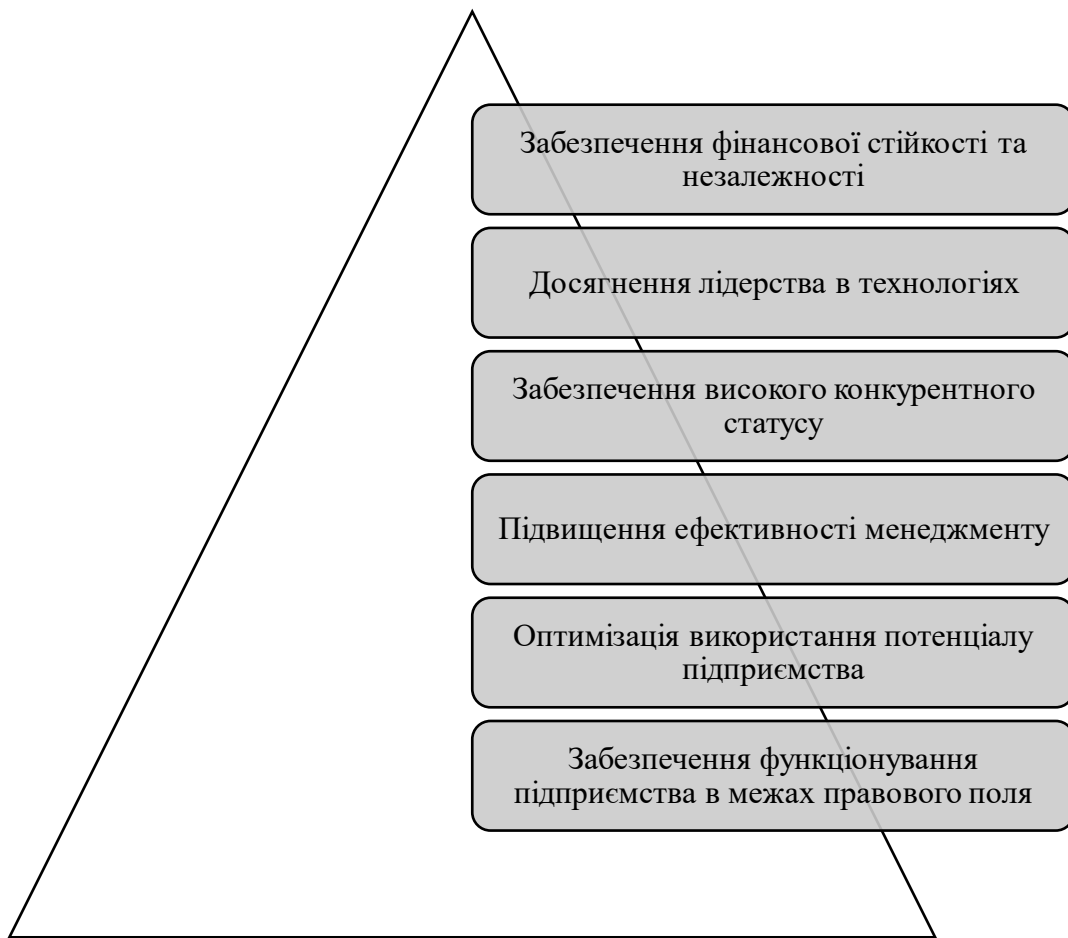 Забезпечення фінансової стійкості та
незалежності
Досягнення лідерства в технологіях
Забезпечення високого конкурентного
статусу
Підвищення ефективності менеджменту
Оптимізація використання потенціалу
підприємства
Забезпечення функціонування
підприємства в межах правового поля